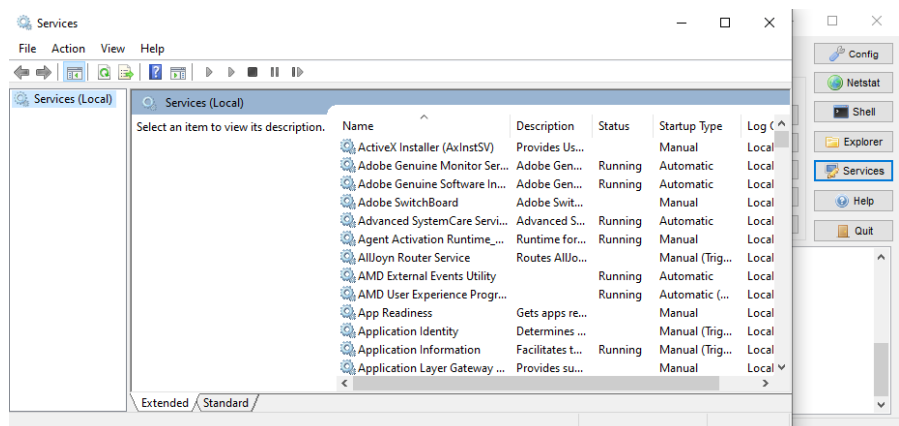 Services
File Action View Help
Services (Local)
Services (Local)
Select an item to view its description.
Name Description Status Startup Type Log
ActiveX Installer (AxInstSV) Provides Us... Manual Local
Adobe Genuine Monitor Ser... Adobe Gen... Running Automatic Local
Adobe Genuine Software In... Adobe Gen... Running Automatic Local
Adobe SwitchBoard Adobe Swit... Manual Local
Advanced SystemCare Servi... Advanced S... Running Automatic Local
Agent Activation Runtime_... Runtime for... Running Manual Local
AllJoyn Router Service Routes AllJo... Manual (Trig... Local
AMD External Events Utility Running Automatic Local
AMD User Experience Progr... Running Automatic (... Local
App Readiness Gets apps re... Manual Local
Application Identity Determines ... Manual (Trig... Local
Application Information Facilitates t... Running Manual (Trig... Local
Application Layer Gateway ... Provides su... Manual Local
Extended Standard
Config
Netstat
Shell
Explorer
Services
Help
Quit